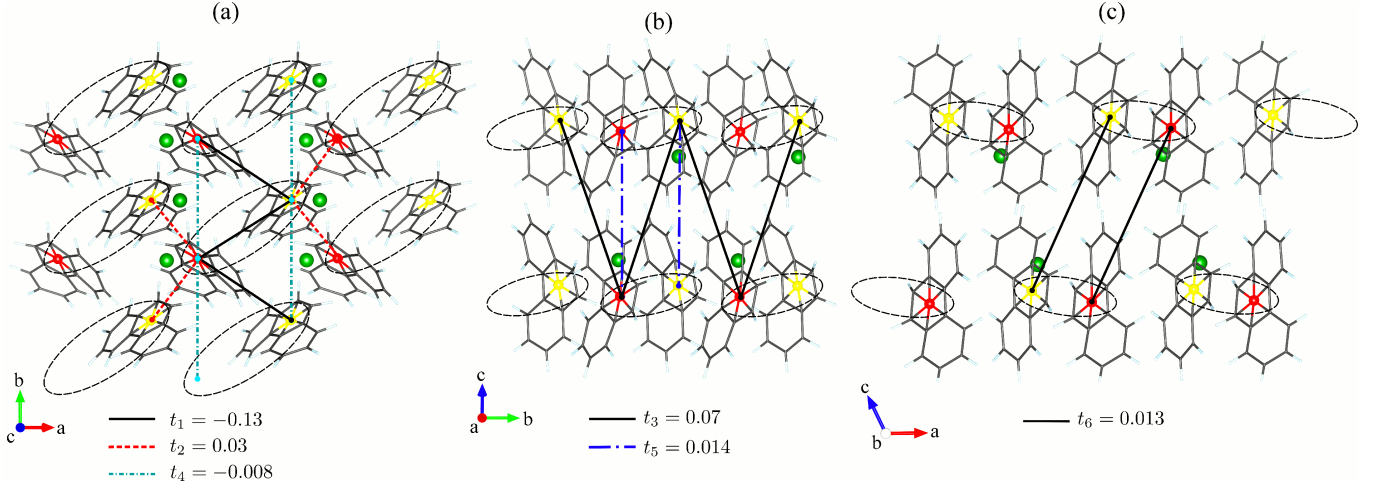 (a)
b
c
a
t₁ = −0.13
t₂ = 0.03
t₄ = −0.008
(b)
c
a
b
t₃ = 0.07
t₅ = 0.014
(c)
c
b
a
t₆ = 0.013